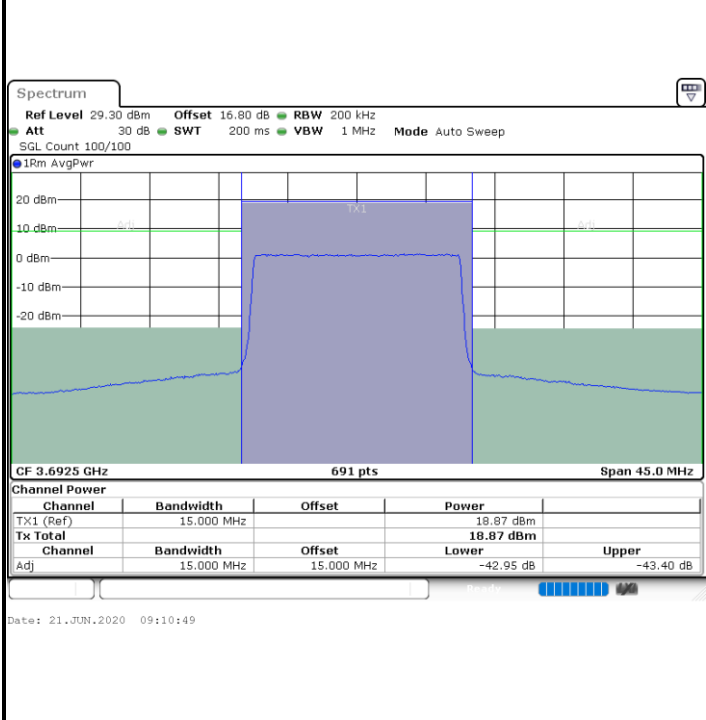 Spectrum
Ref Level 29.30 dBm Offset 16.80 dB RBW 200 kHz
Att 30 dB SWT 200 ms VBW 1 MHz Mode Auto Sweep
SGL Count 100/100
1Rm AvgPwr
20 dBm
TX1
Adj Adj
10 dBm
0 dBm
-10 dBm
-20 dBm
CF 3.6925 GHz 691 pts Span 45.0 MHz
Channel Power
Channel Bandwidth Offset Power
TX1 (Ref) 15.000 MHz 18.87 dBm
Tx Total 18.87 dBm
Channel Bandwidth Offset Lower Upper
Adj 15.000 MHz 15.000 MHz -42.95 dB -43.40 dB
Ready
Date: 21.JUN.2020 09:10:49